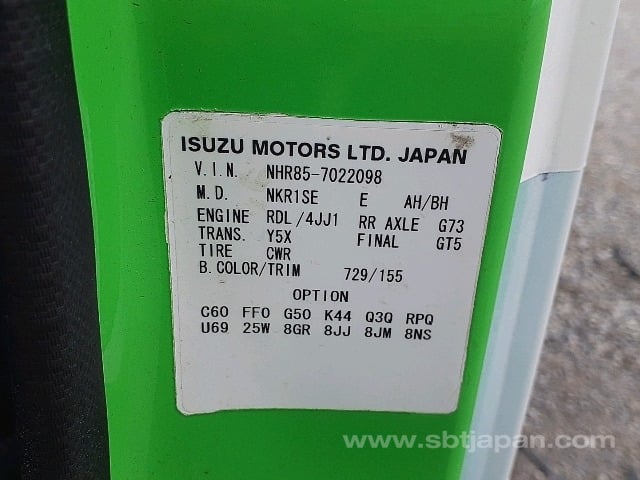 ISUZU MOTORS LTD. JAPAN
V.I.N. NHR85-7022098
M.D. NKR1SE E AH/BH
ENGINE RDL/4JJ1 RR AXLE G73
TRANS. Y5X FINAL GT5
TIRE CWR
B.COLOR/TRIM 729/155
OPTION
C60 FF0 G50 K44 Q3Q RPQ
U69 25W 8GR 8JJ 8JM 8NS
www.sbtjapan.com